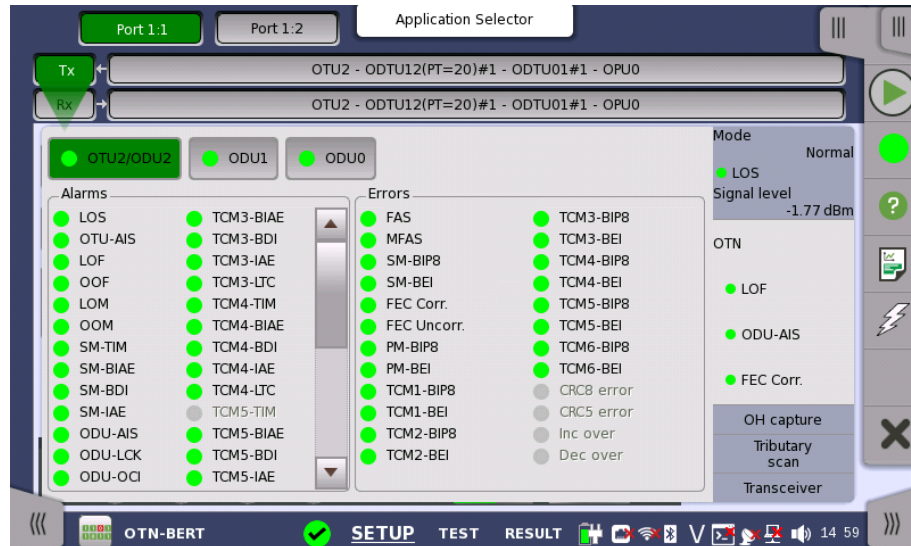 Port 1:1
Port 1:2
Application Selector
Tx
OTU2 - ODTU12(PT=20)#1 - ODTU01#1 - OPU0
Rx
OTU2 - ODTU12(PT=20)#1 - ODTU01#1 - OPU0
OTU2/ODU2
ODU1
ODU0
Alarms
LOS
OTU-AIS
LOF
OOF
LOM
OOM
SM-TIM
SM-BIAE
SM-BDI
SM-IAE
ODU-AIS
ODU-LCK
ODU-OCI
TCM3-BIAE
TCM3-BDI
TCM3-IAE
TCM3-LTC
TCM4-TIM
TCM4-BIAE
TCM4-BDI
TCM4-IAE
TCM4-LTC
TCM5-TIM
TCM5-BIAE
TCM5-BDI
TCM5-IAE
Errors
FAS
MFAS
SM-BIP8
SM-BEI
FEC Corr.
FEC Uncorr.
PM-BIP8
PM-BEI
TCM1-BIP8
TCM1-BEI
TCM2-BIP8
TCM2-BEI
TCM3-BIP8
TCM3-BEI
TCM4-BIP8
TCM4-BEI
TCM5-BIP8
TCM5-BEI
TCM6-BIP8
TCM6-BEI
CRC8 error
CRC5 error
Inc over
Dec over
Mode
Normal
LOS
Signal level
-1.77 dBm
OTN
LOF
ODU-AIS
FEC Corr.
OH capture
Tributary
scan
Transceiver
OTN-BERT
SETUP
TEST
RESULT
V
14 59